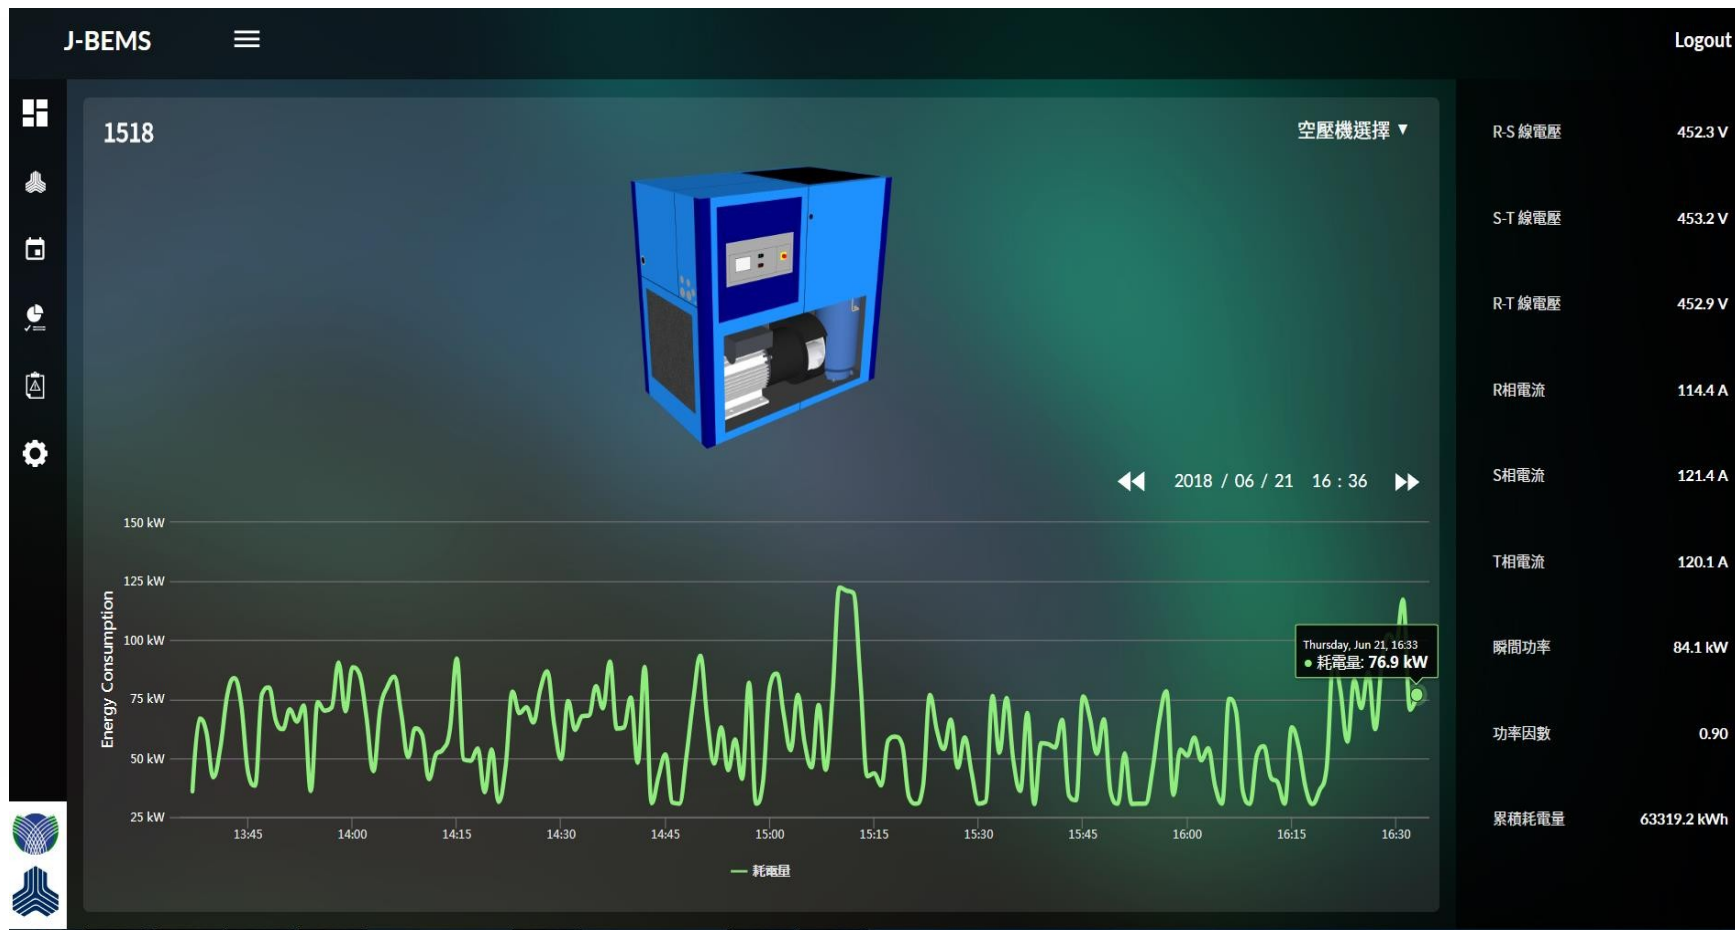 J-BEMS
Logout
1518
空壓機選擇 ▼
2018 / 06 / 21 16 : 36
150 kW
125 kW
100 kW
75 kW
50 kW
25 kW
Energy Consumption
Thursday, Jun 21, 16:33
● 耗電量: 76.9 kW
13:45 14:00 14:15 14:30 14:45 15:00 15:15 15:30 15:45 16:00 16:15 16:30
耗電量
R-S 線電壓 452.3 V
S-T 線電壓 453.2 V
R-T 線電壓 452.9 V
R相電流 114.4 A
S相電流 121.4 A
T相電流 120.1 A
瞬間功率 84.1 kW
功率因數 0.90
累積耗電量 63319.2 kWh